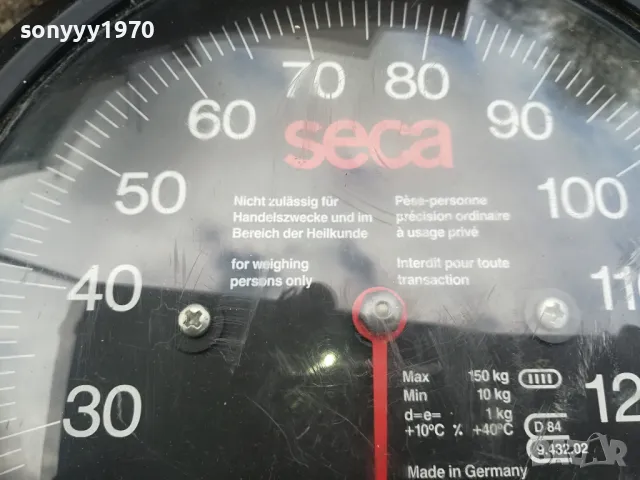 sonyyy1970
70
80
60
90
seca
50
100
Nicht zulässig für
Handelszwecke und im
Bereich der Heilkunde
Pèse-personne
précision ordinaire
à usage privé
for weighing
persons only
Interdit pour toute
transaction
40
110
30
Max 150 kg
Min 10 kg
d=e= 1 kg
+10°C % +40°C
D 84
9.432.02
Made in Germany